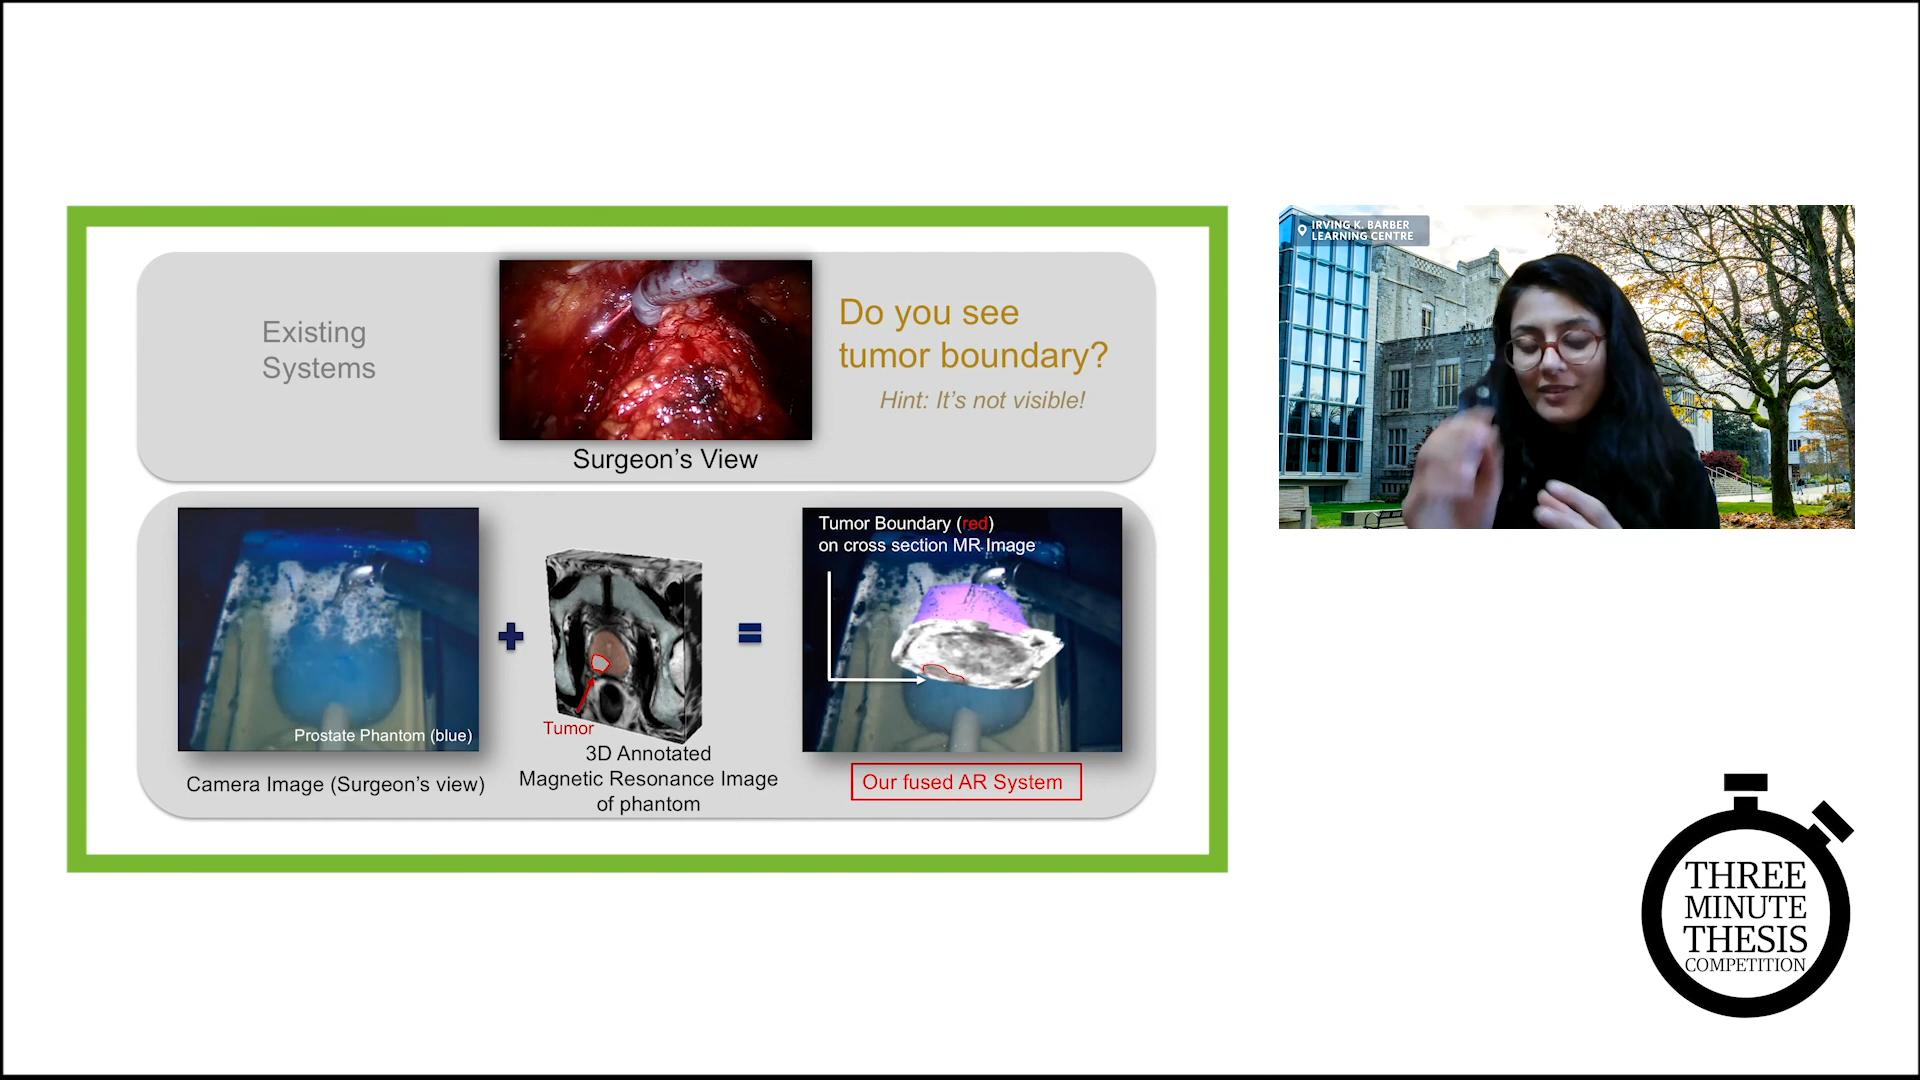 Existing
Systems
Do you see
tumor boundary?
Hint: It's not visible!
Surgeon's View
Prostate Phantom (blue)
Camera Image (Surgeon's view)
Tumor
3D Annotated
Magnetic Resonance Image
of phantom
Tumor Boundary (red)
on cross section MR Image
Our fused AR System
IRVING K. BARBER
LEARNING CENTRE
THREE
MINUTE
THESIS
COMPETITION